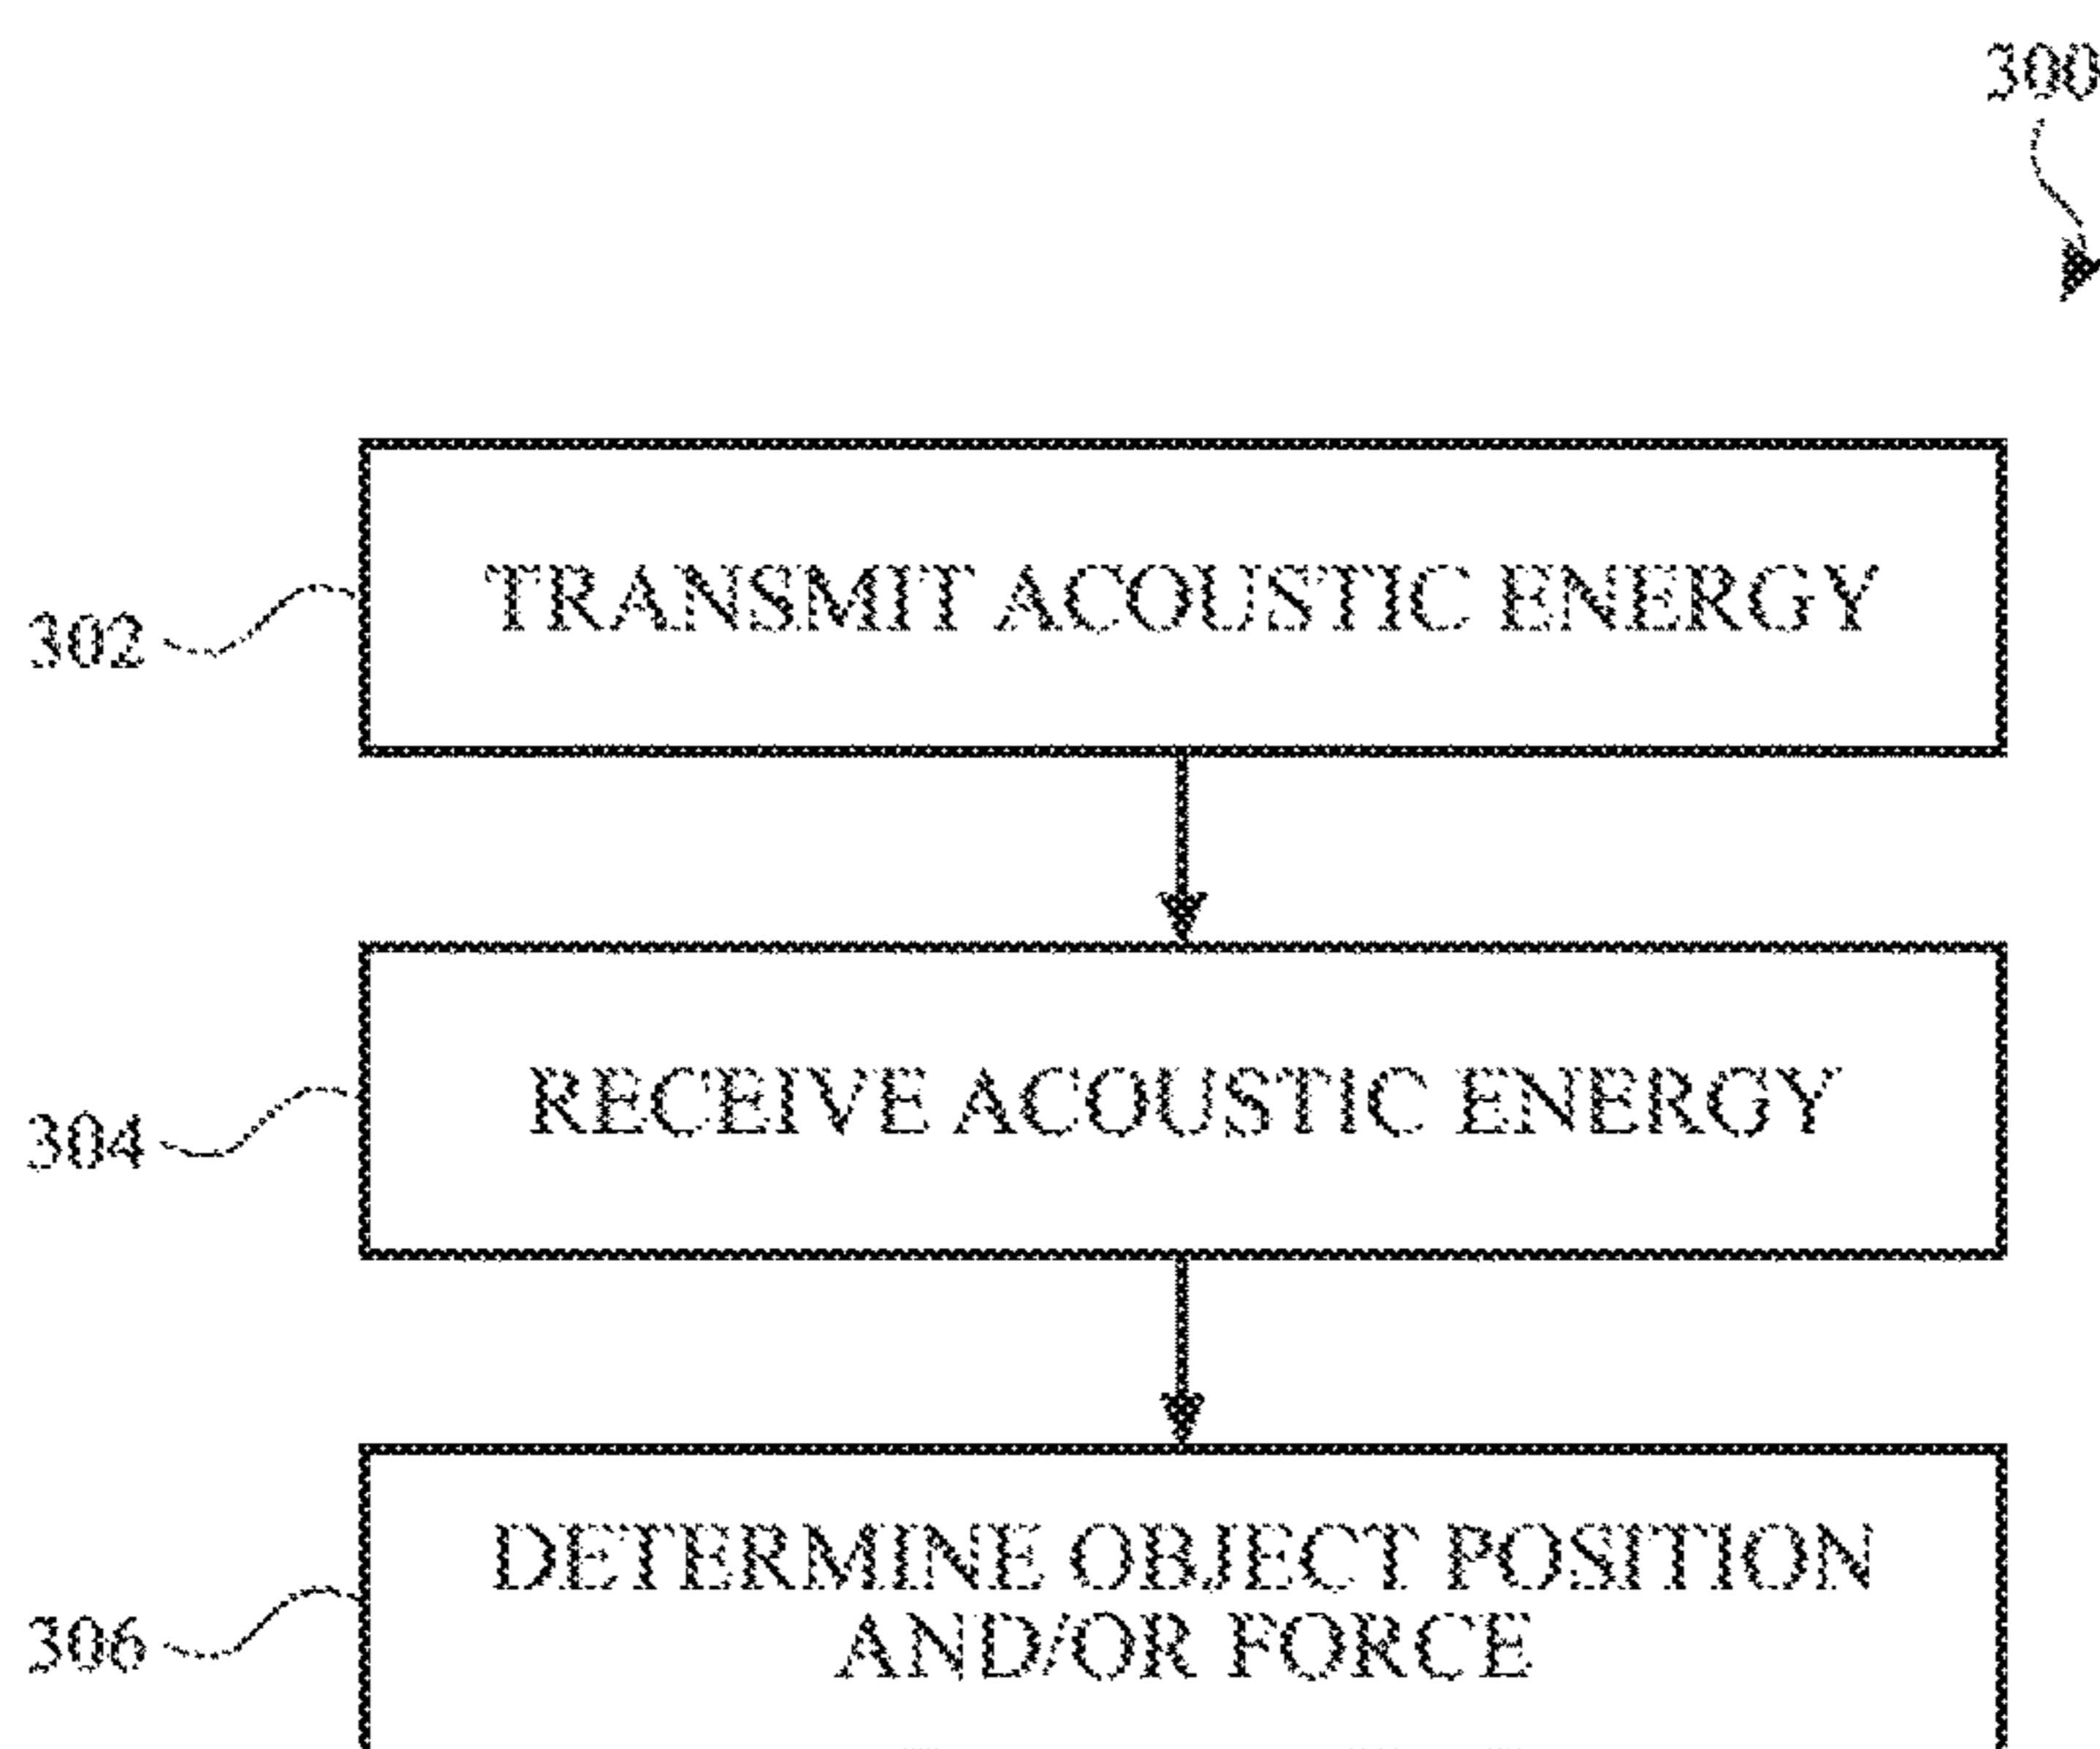 300
302
TRANSMIT ACOUSTIC ENERGY
304
RECEIVE ACOUSTIC ENERGY
306
DETERMINE OBJECT POSITION
AND/OR FORCE